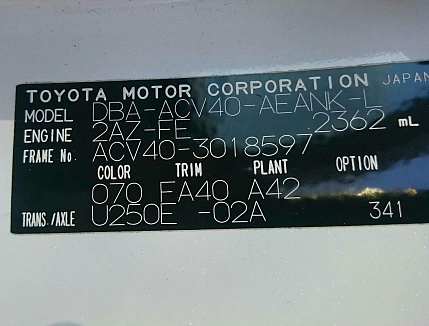 TOYOTA MOTOR CORPORATION JAPAN
MODEL DBA-ACV40-AEANK-L
ENGINE 2AZ-FE 2362 mL
FRAME No. ACV40-3018597
COLOR TRIM PLANT OPTION
070 FA40 A42
TRANS./AXLE U250E -02A 341